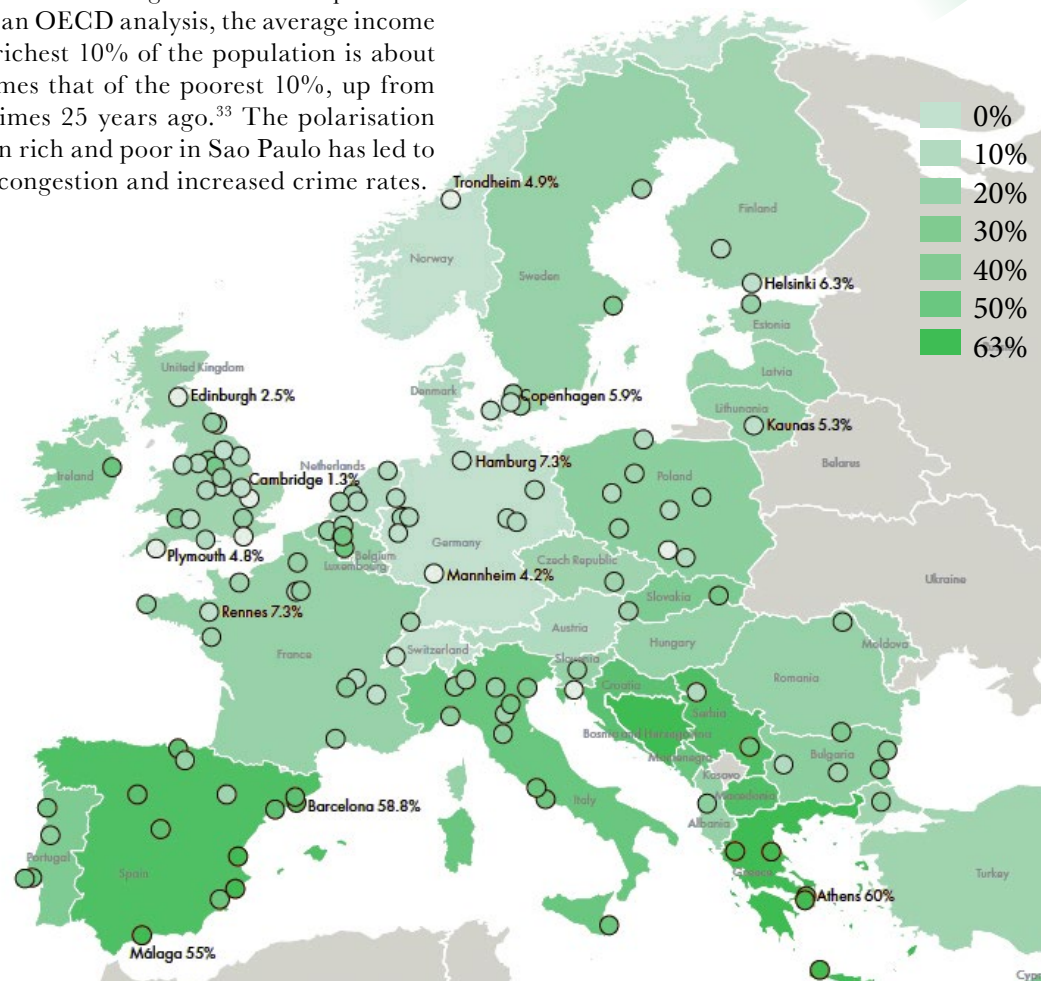 an OECD analysis, the average income
richest 10% of the population is about
mes that of the poorest 10%, up from
times 25 years ago.33 The polarisation
n rich and poor in Sao Paulo has led to
congestion and increased crime rates.
0%
10%
20%
30%
40%
50%
63%
Trondheim 4.9%
Finland
Norway
Sweden
Helsinki 6.3%
Estonia
United Kingdom
Latvia
Edinburgh 2.5%
Denmark
Copenhagen 5.9%
Lithunania
Kaunas 5.3%
Ireland
Netherlands
Hamburg 7.3%
Belarus
Cambridge 1.3%
Poland
Germany
Plymouth 4.8%
Belgium
Luxembourg
Czech Republic
Mannheim 4.2%
Ukraine
Slovakia
Rennes 7.3%
Austria
France
Switzerland
Hungary
Moldova
Slovenia
Romania
Croatia
Serbia
Bosnia and Herzegovina
Montenegro
Bulgaria
Kosovo
Macedonia
Italy
Barcelona 58.8%
Albania
Portugal
Spain
Greece
Turkey
Athens 60%
Málaga 55%
Cyp